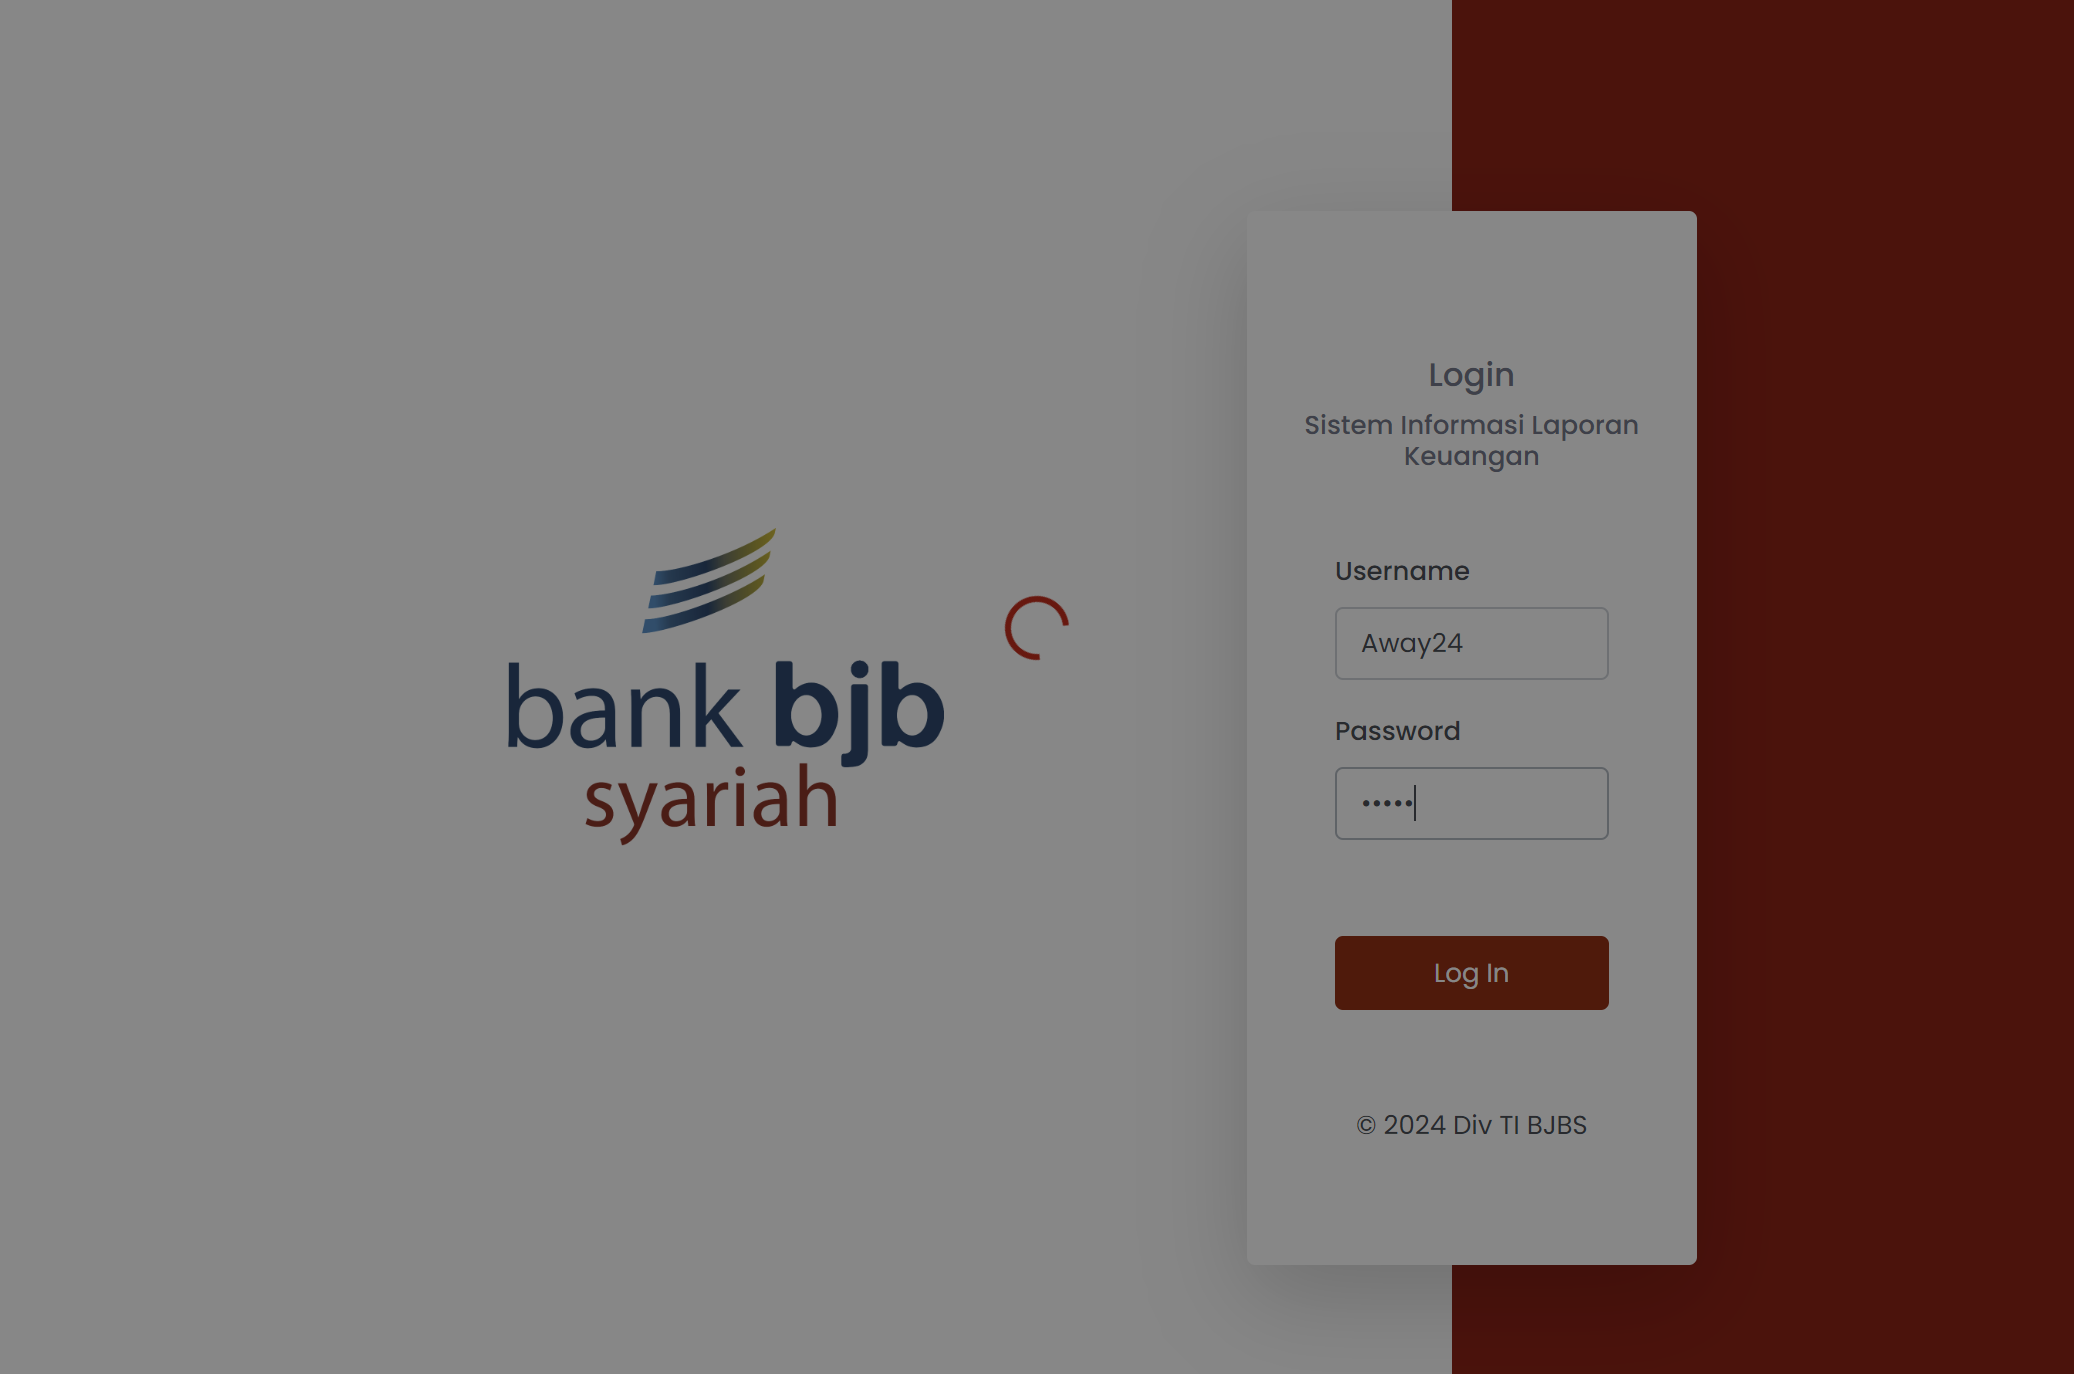 bank bjb
syariah
Login
Sistem Informasi Laporan
Keuangan
Username
Away24
Password
•••••
Log In
© 2024 Div TI BJBS